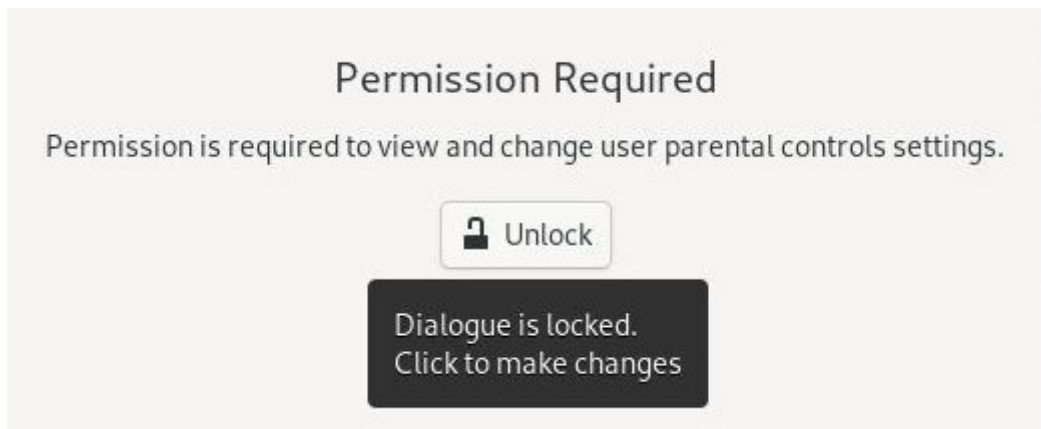 Permission Required
Permission is required to view and change user parental controls settings.
Unlock
Dialogue is locked.
Click to make changes